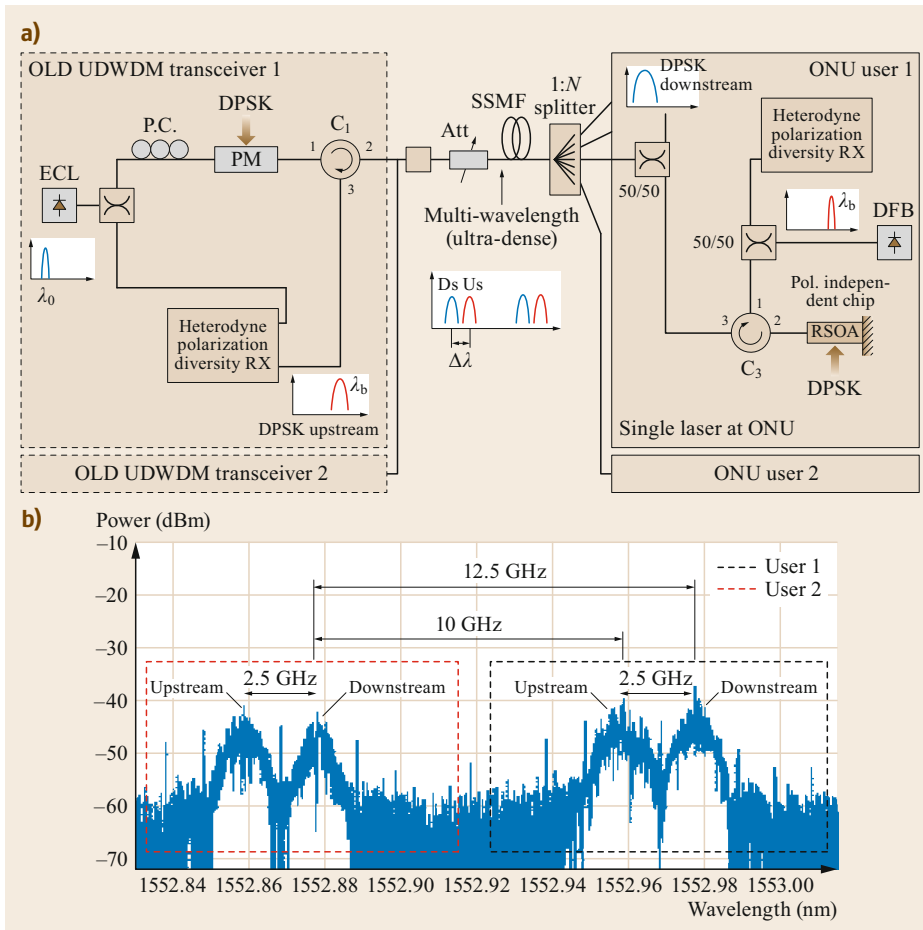 a)
OLD UDWDM transceiver 1
DPSK
P.C.
C1
PM
1
2
3
ECL
λ0
Heterodyne
polarization
diversity RX
λb
DPSK upstream
OLD UDWDM transceiver 2
Att
SSMF
1:N
splitter
Multi-wavelength
(ultra-dense)
Ds Us
Δλ
ONU user 1
DPSK
downstream
50/50
Heterodyne
polarization
diversity RX
λb
DFB
50/50
Pol. indepen-
dent chip
1
3
2
RSOA
C3
DPSK
Single laser at ONU
ONU user 2
b)
Power (dBm)
–10
–20
–30
–40
–50
–60
–70
12.5 GHz
User 1
User 2
10 GHz
2.5 GHz
Upstream
Downstream
2.5 GHz
Upstream
Downstream
1552.84
1552.86
1552.88
1552.90
1552.92
1552.94
1552.96
1552.98
1553.00
Wavelength (nm)